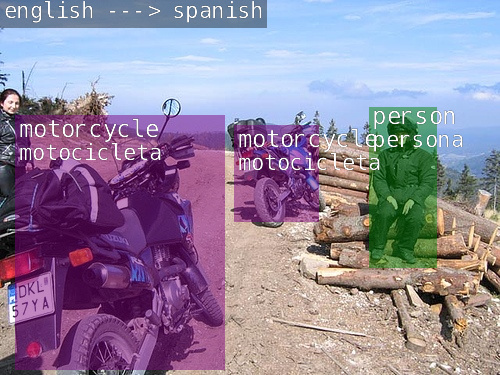 english ---> spanish
motorcycle
motocicleta
motorcycle
motocicleta
person
persona
DKL
57YA